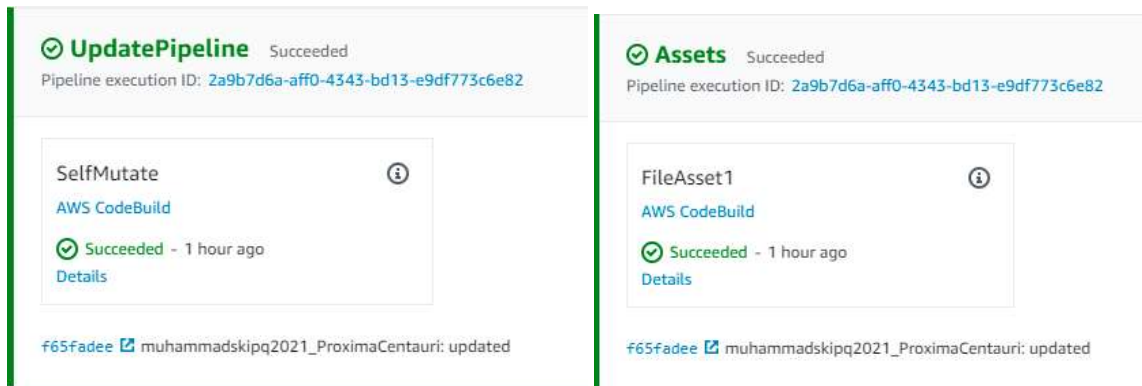 UpdatePipeline Succeeded
Pipeline execution ID: 2a9b7d6a-aff0-4343-bd13-e9df773c6e82
SelfMutate
AWS CodeBuild
Succeeded - 1 hour ago
Details
f65fadee muhammadskipq2021_ProximaCentauri: updated
Assets Succeeded
Pipeline execution ID: 2a9b7d6a-aff0-4343-bd13-e9df773c6e82
FileAsset1
AWS CodeBuild
Succeeded - 1 hour ago
Details
f65fadee muhammadskipq2021_ProximaCentauri: updated